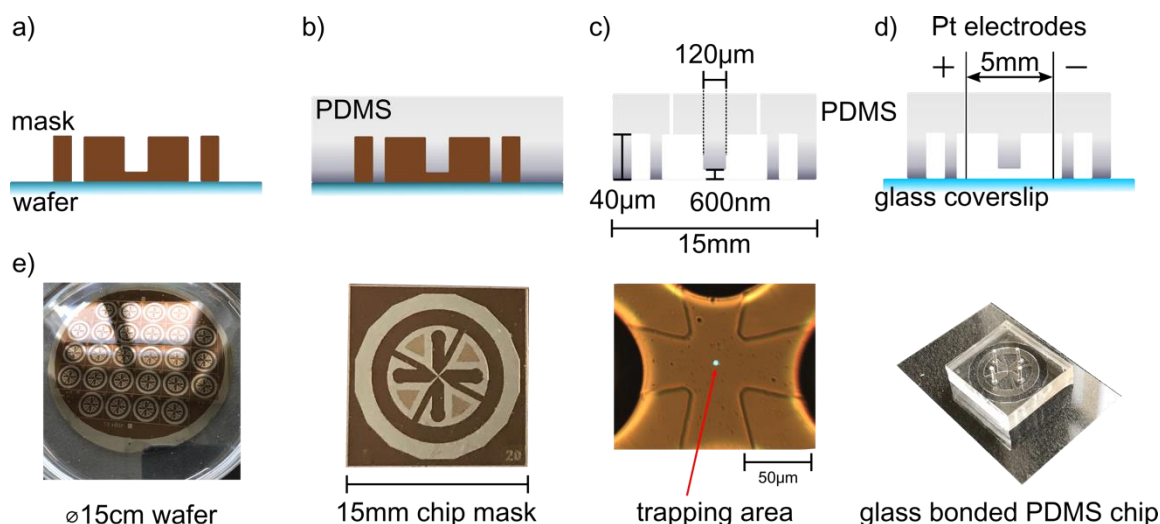 a)
mask
wafer
b)
PDMS
c)
120µm
PDMS
40µm
600nm
15mm
d)
Pt electrodes
+ 5mm −
glass coverslip
e)
⌀15cm wafer
20
15mm chip mask
50µm
trapping area
glass bonded PDMS chip